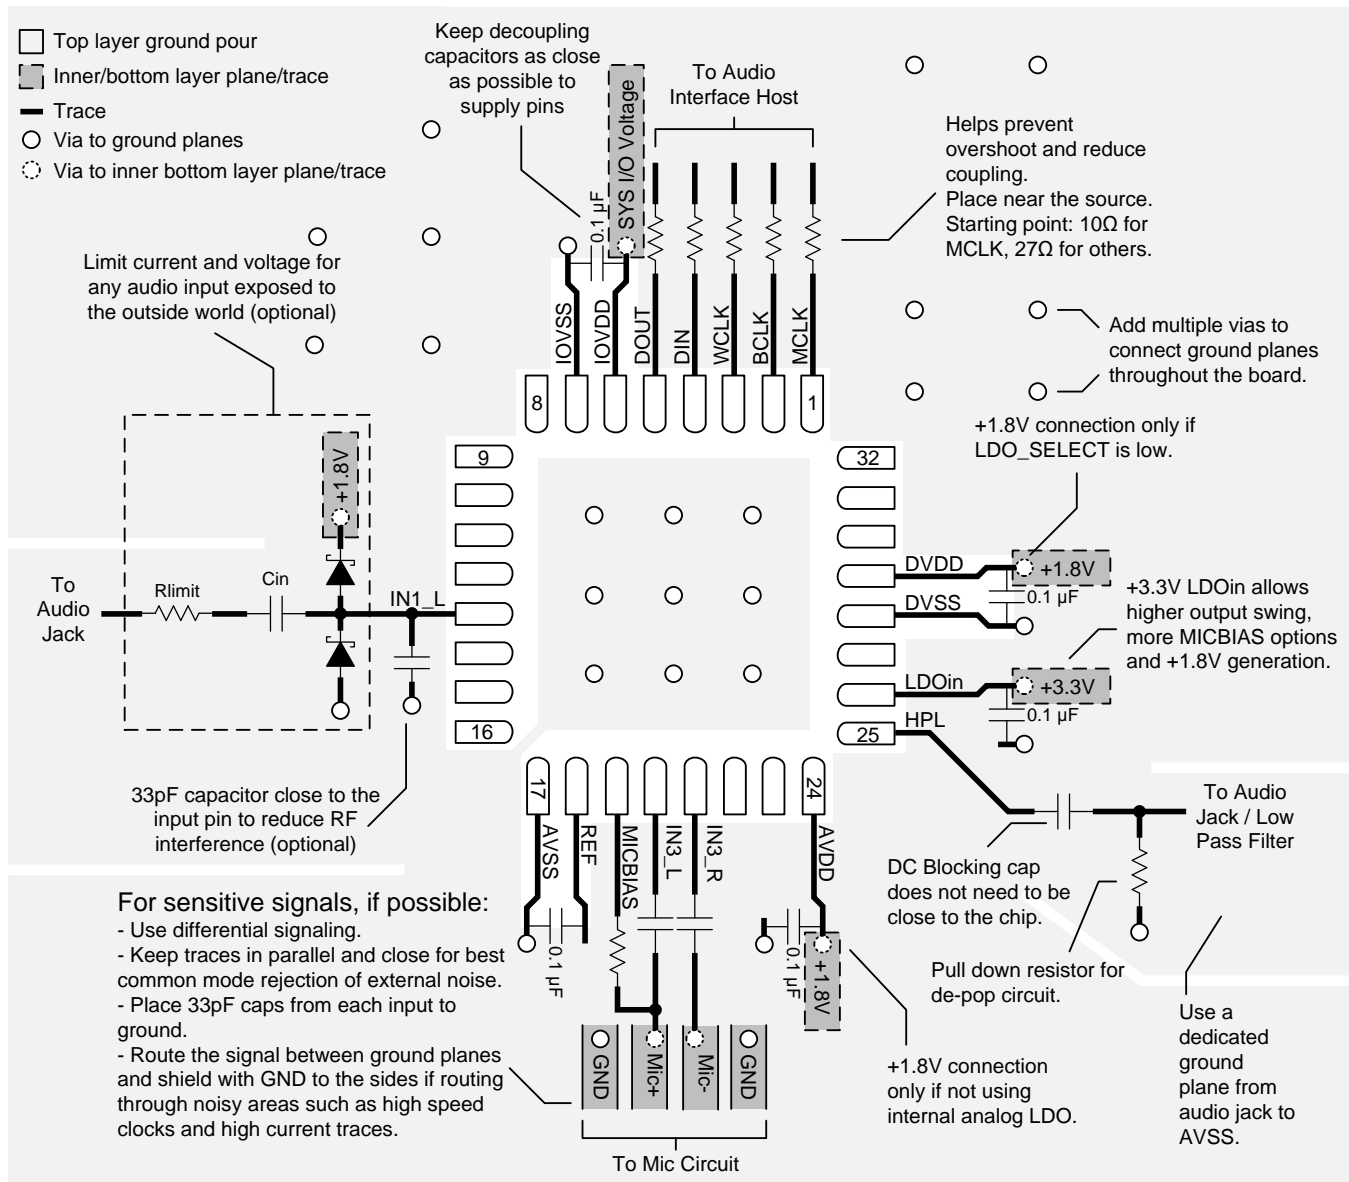 Top layer ground pour
Inner/bottom layer plane/trace
Trace
Via to ground planes
Via to inner bottom layer plane/trace
Keep decoupling
capacitors as close
as possible to
supply pins
SYS I/O Voltage
0.1 µF
To Audio
Interface Host
Helps prevent
overshoot and reduce
coupling.
Place near the source.
Starting point: 10Ω for
MCLK, 27Ω for others.
Limit current and voltage for
any audio input exposed to
the outside world (optional)
IOVSS
IOVDD
DOUT
DIN
WCLK
BCLK
MCLK
8
1
Add multiple vias to
connect ground planes
throughout the board.
+1.8V connection only if
LDO_SELECT is low.
9
32
+1.8V
To
Audio
Jack
Rlimit
Cin
IN1_L
DVDD
+1.8V
0.1 µF
DVSS
+3.3V LDOin allows
higher output swing,
more MICBIAS options
and +1.8V generation.
LDOin
+3.3V
0.1 µF
HPL
16
25
33pF capacitor close to the
input pin to reduce RF
interference (optional)
17
24
AVSS
REF
MICBIAS
IN3_L
IN3_R
AVDD
To Audio
Jack / Low
Pass Filter
DC Blocking cap
does not need to be
close to the chip.
Pull down resistor for
de-pop circuit.
Use a
dedicated
ground
plane from
audio jack to
AVSS.
For sensitive signals, if possible:
- Use differential signaling.
- Keep traces in parallel and close for best
common mode rejection of external noise.
- Place 33pF caps from each input to
ground.
- Route the signal between ground planes
and shield with GND to the sides if routing
through noisy areas such as high speed
clocks and high current traces.
0.1 µF
0.1 µF
+1.8V
GND
Mic+
Mic-
GND
To Mic Circuit
+1.8V connection
only if not using
internal analog LDO.